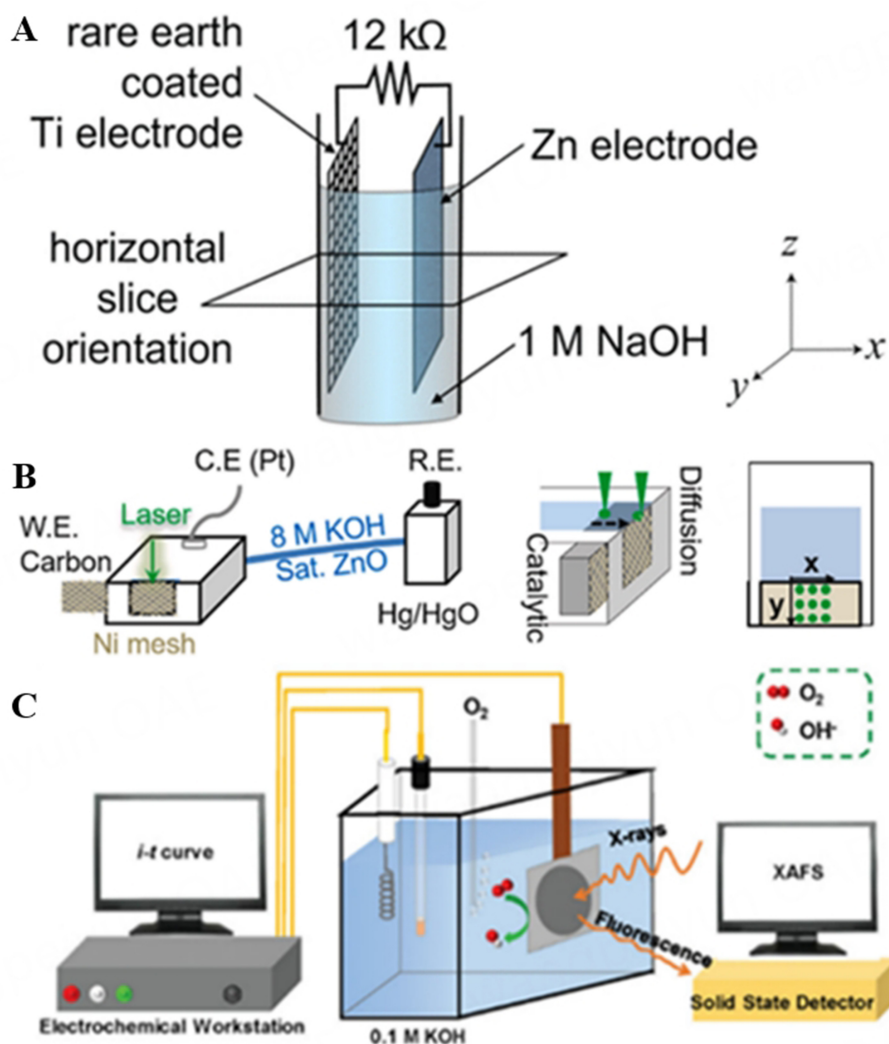 A
rare earth
coated
Ti electrode
12 kΩ
Zn electrode
horizontal
slice
orientation
1 M NaOH
z
x
y
B
C.E (Pt)
R.E.
W.E.
Carbon
Laser
8 M KOH
Sat. ZnO
Hg/HgO
Ni mesh
Catalytic
Diffusion
x
y
C
O₂
O₂
OH⁻
i-t curve
X-rays
XAFS
Fluorescence
Solid State Detector
Electrochemical Workstation
0.1 M KOH